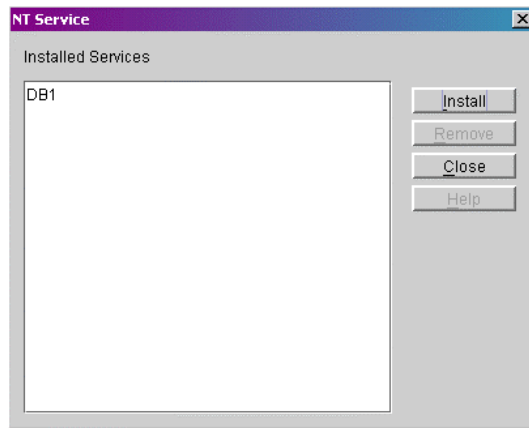 NT Service
Installed Services
DB1
Install
Remove
Close
Help